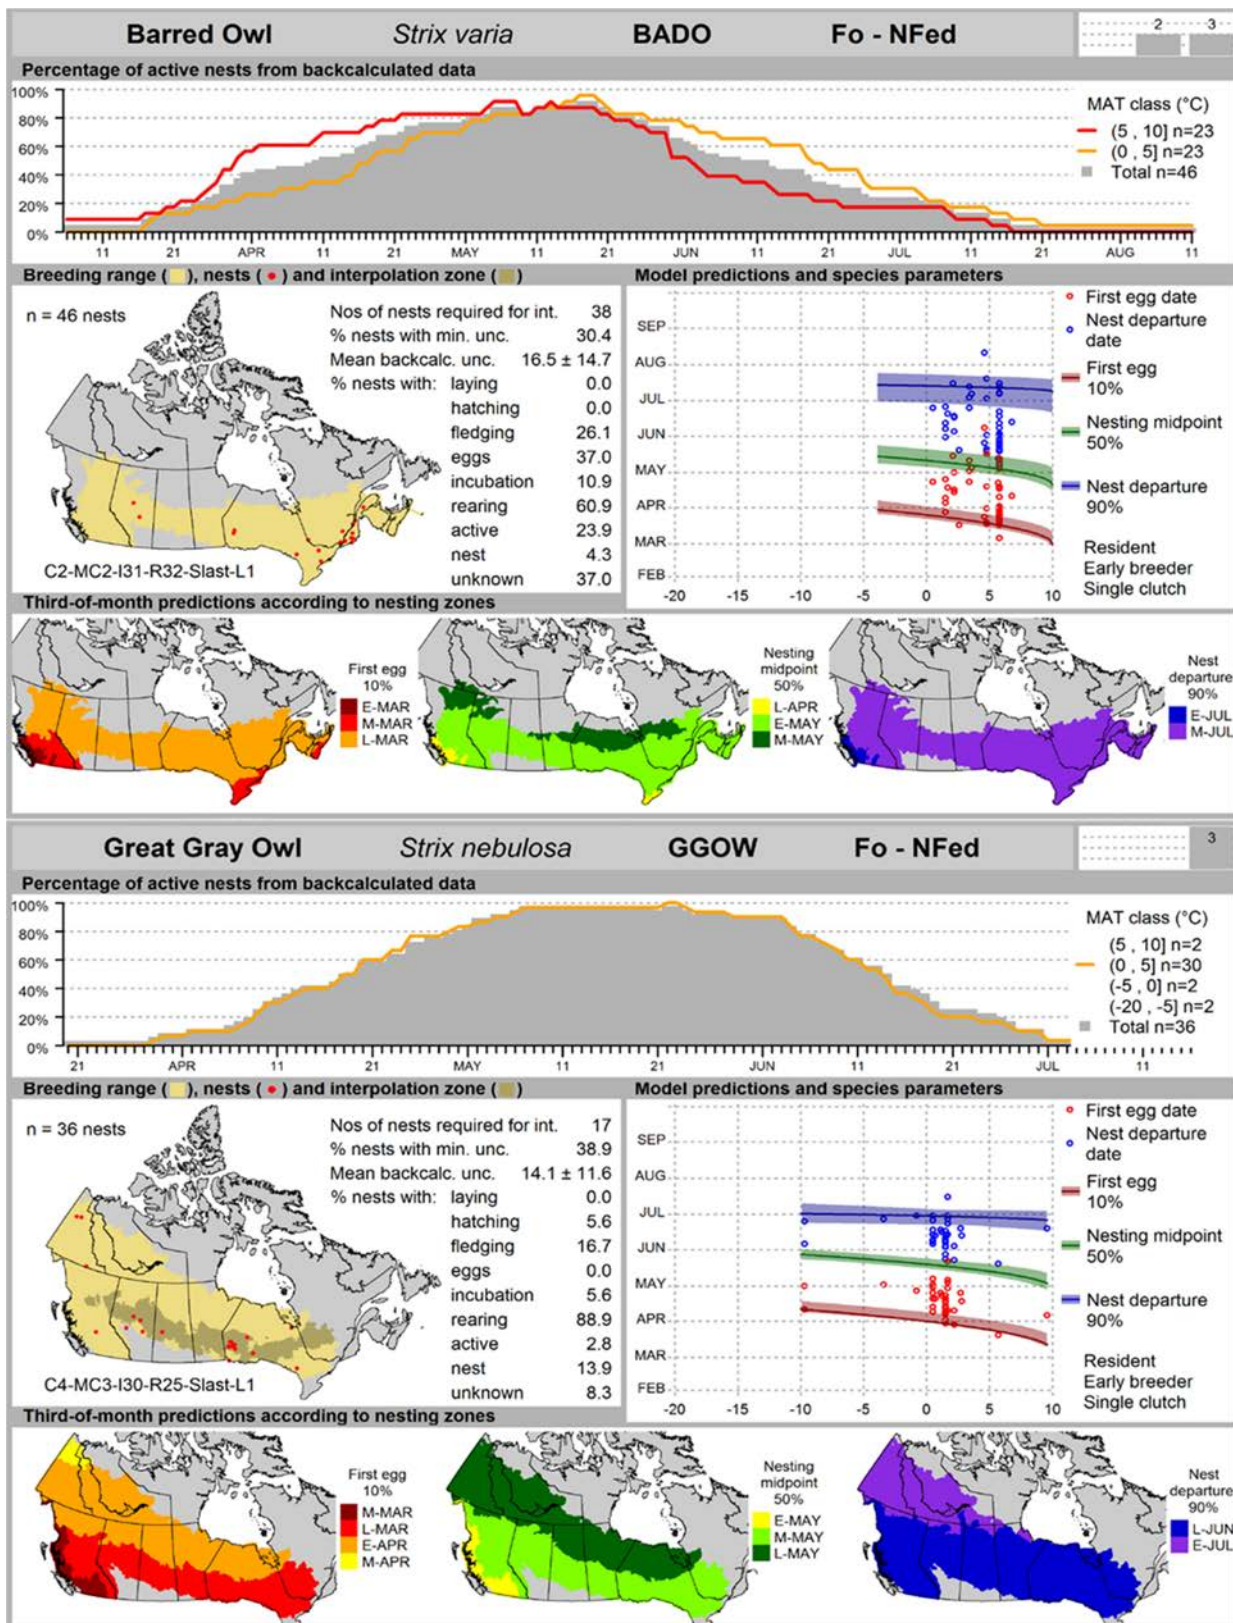 Barred Owl Strix varia BADO Fo - NFed
2 3
Percentage of active nests from backcalculated data
100%
80%
60%
40%
20%
0%
11 21 APR 11 21 MAY 11 21 JUN 11 21 JUL 11 21 AUG 11
MAT class (°C)
(5 , 10] n=23
(0 , 5] n=23
Total n=46
Breeding range ( ), nests ( ) and interpolation zone ( )
n = 46 nests
Nos of nests required for int. 38
% nests with min. unc. 30.4
Mean backcalc. unc. 16.5 ± 14.7
% nests with: laying 0.0
hatching 0.0
fledging 26.1
eggs 37.0
incubation 10.9
rearing 60.9
active 23.9
nest 4.3
unknown 37.0
C2-MC2-I31-R32-Slast-L1
Model predictions and species parameters
SEP
AUG
JUL
JUN
MAY
APR
MAR
FEB
-20 -15 -10 -5 0 5 10
First egg date
Nest departure
date
First egg
10%
Nesting midpoint
50%
Nest departure
90%
Resident
Early breeder
Single clutch
Third-of-month predictions according to nesting zones
First egg
10%
E-MAR
M-MAR
L-MAR
Nesting
midpoint
50%
L-APR
E-MAY
M-MAY
Nest
departure
90%
E-JUL
M-JUL
Great Gray Owl Strix nebulosa GGOW Fo - NFed
3
Percentage of active nests from backcalculated data
100%
80%
60%
40%
20%
0%
21 APR 11 21 MAY 11 21 JUN 11 21 JUL 11
MAT class (°C)
(5 , 10] n=2
(0 , 5] n=30
(-5 , 0] n=2
(-20 , -5] n=2
Total n=36
Breeding range ( ), nests ( ) and interpolation zone ( )
n = 36 nests
Nos of nests required for int. 17
% nests with min. unc. 38.9
Mean backcalc. unc. 14.1 ± 11.6
% nests with: laying 0.0
hatching 5.6
fledging 16.7
eggs 0.0
incubation 5.6
rearing 88.9
active 2.8
nest 13.9
unknown 8.3
C4-MC3-I30-R25-Slast-L1
Model predictions and species parameters
SEP
AUG
JUL
JUN
MAY
APR
MAR
FEB
-20 -15 -10 -5 0 5 10
First egg date
Nest departure
date
First egg
10%
Nesting midpoint
50%
Nest departure
90%
Resident
Early breeder
Single clutch
Third-of-month predictions according to nesting zones
First egg
10%
M-MAR
L-MAR
E-APR
M-APR
Nesting
midpoint
50%
E-MAY
M-MAY
L-MAY
Nest
departure
90%
L-JUN
E-JUL